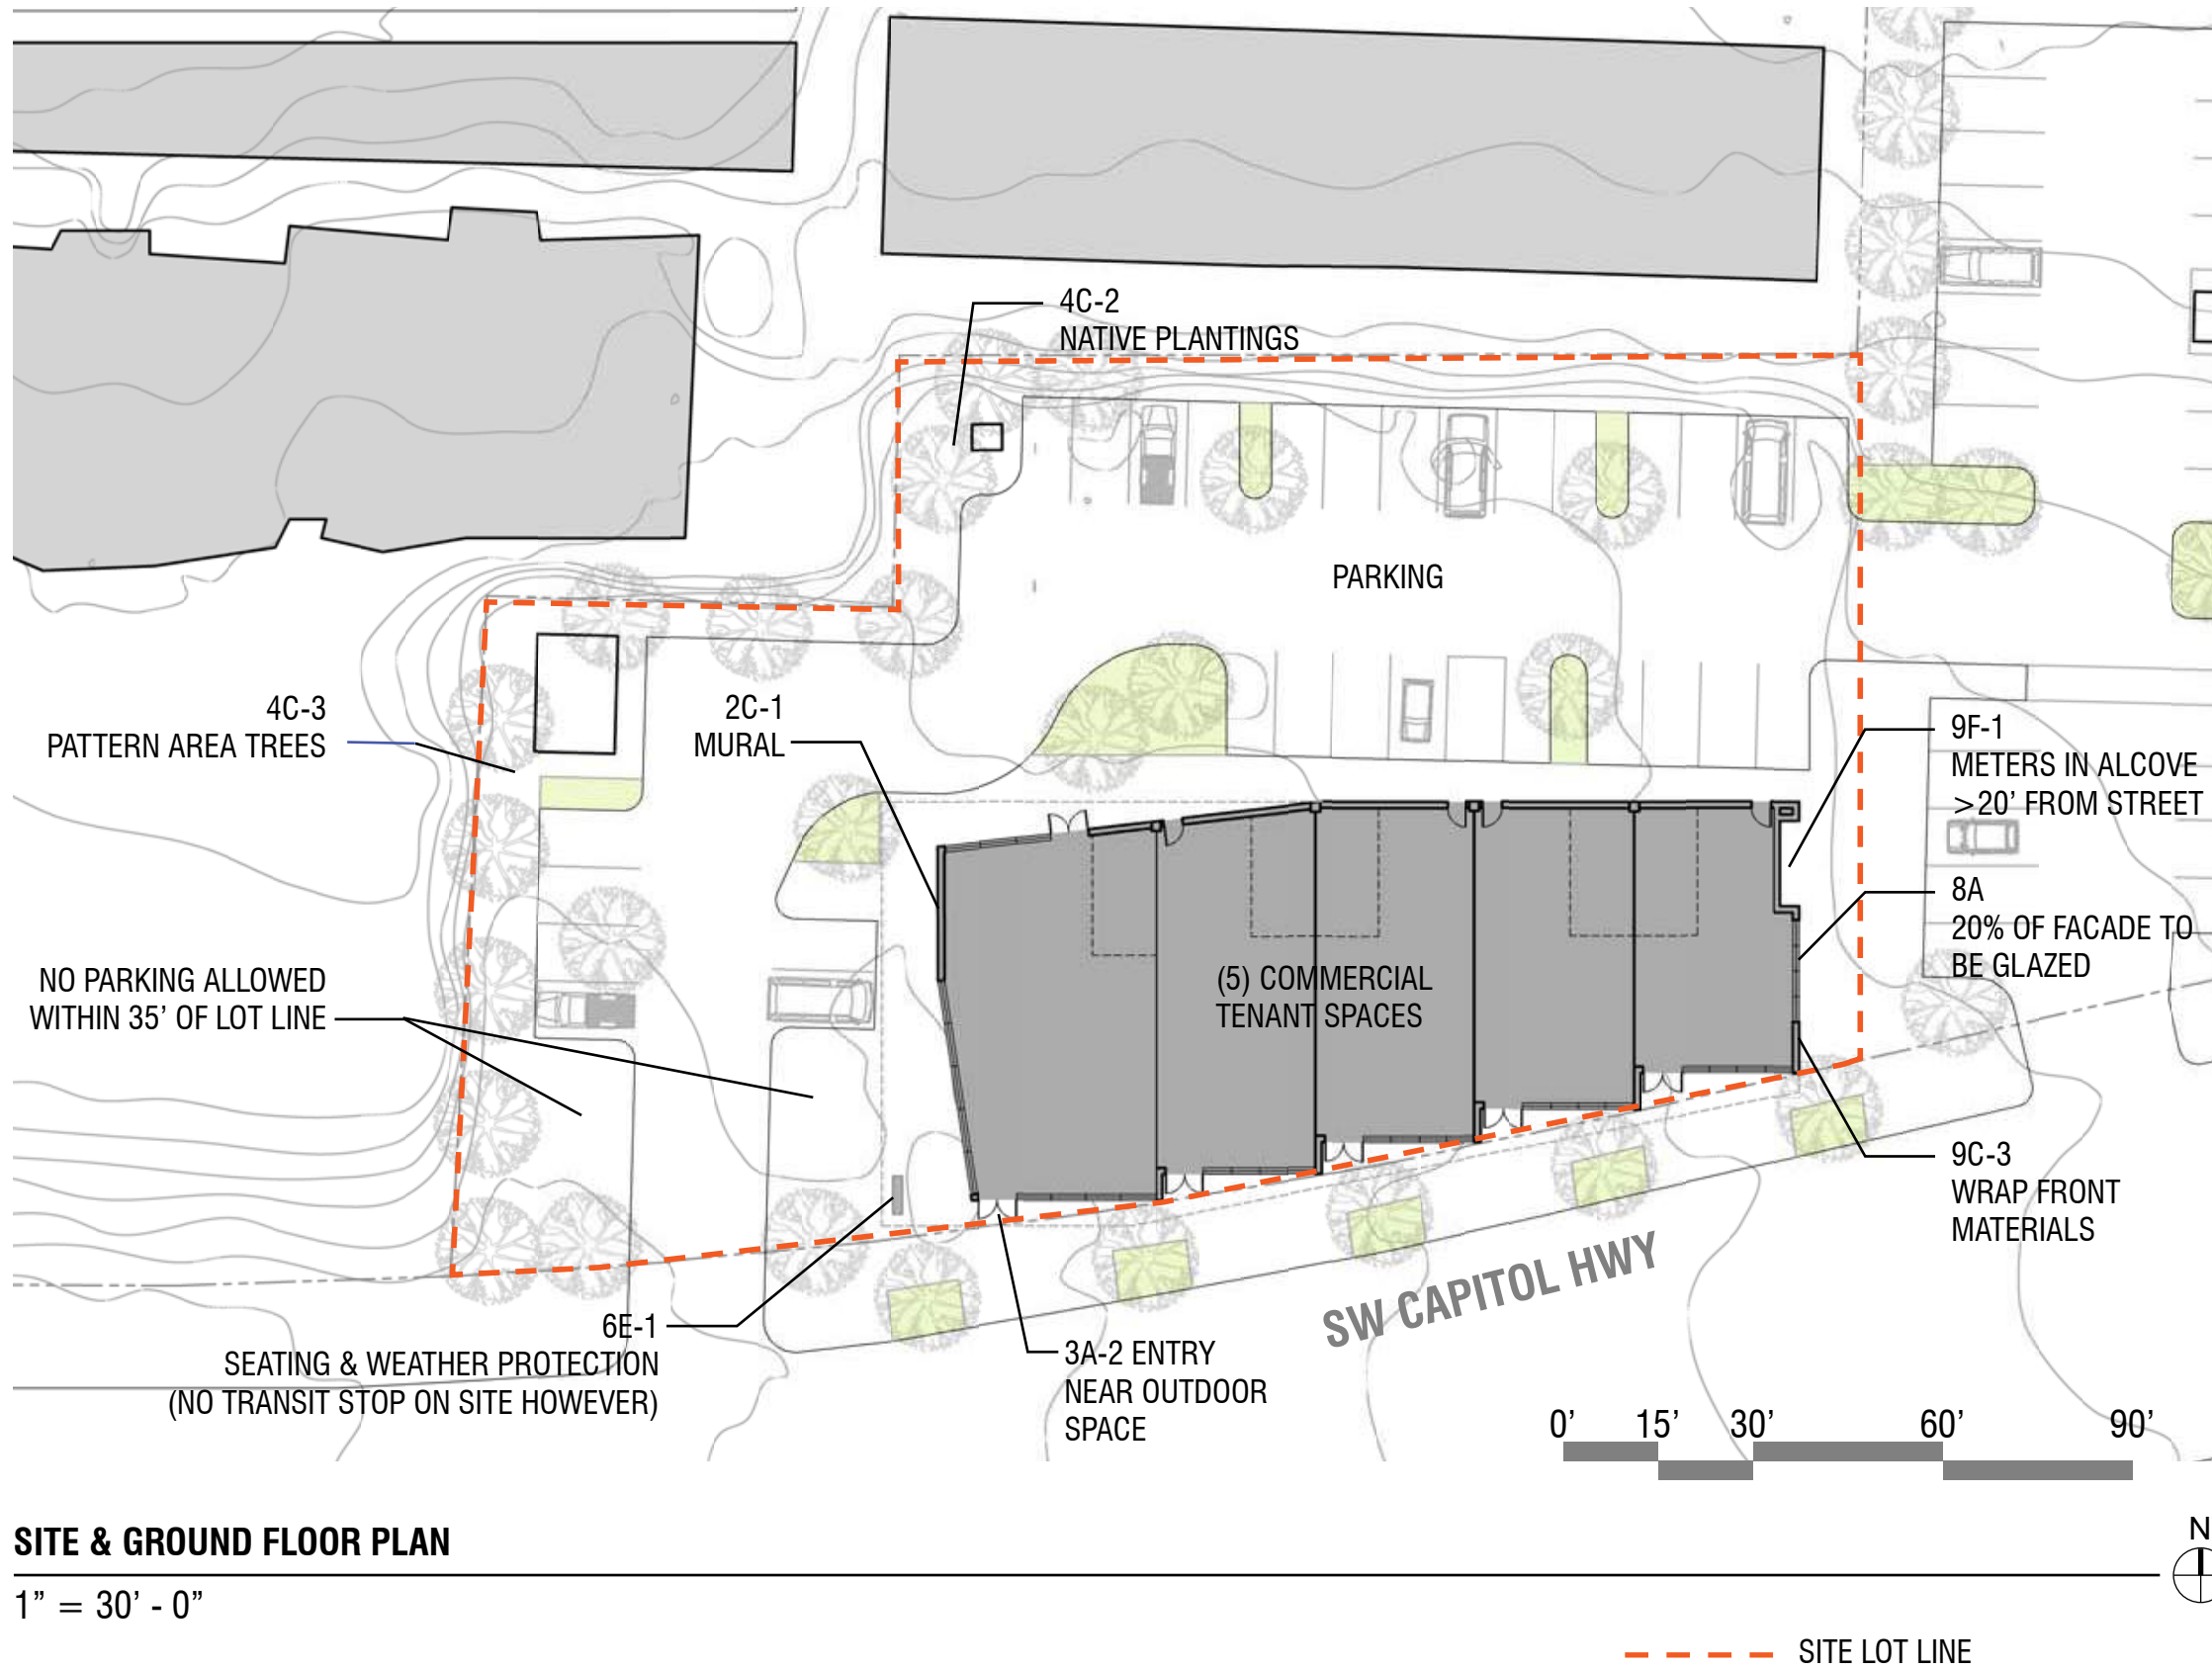 4C-2
NATIVE PLANTINGS
PARKING
4C-3
PATTERN AREA TREES
2C-1
MURAL
9F-1
METERS IN ALCOVE
>20’ FROM STREET
8A
20% OF FACADE TO
BE GLAZED
NO PARKING ALLOWED
WITHIN 35’ OF LOT LINE
(5) COMMERCIAL
TENANT SPACES
9C-3
WRAP FRONT
MATERIALS
SW CAPITOL HWY
6E-1
SEATING & WEATHER PROTECTION
(NO TRANSIT STOP ON SITE HOWEVER)
3A-2 ENTRY
NEAR OUTDOOR
SPACE
0’ 15’ 30’ 60’ 90’
SITE & GROUND FLOOR PLAN
N
1” = 30’ - 0”
SITE LOT LINE